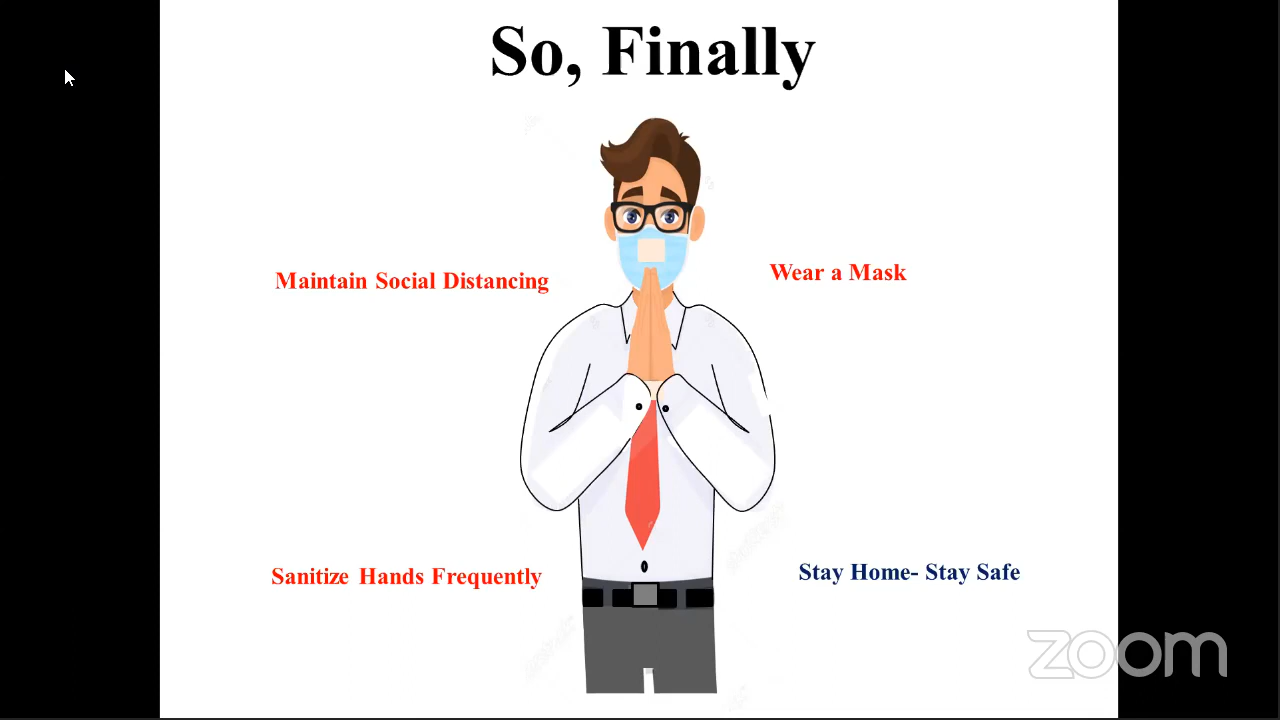 So, Finally
Maintain Social Distancing
Wear a Mask
Sanitize Hands Frequently
Stay Home- Stay Safe
zoom